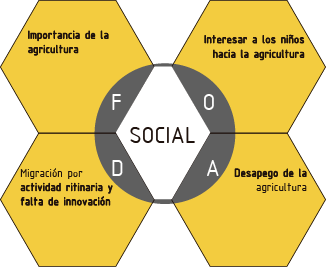 Importancia de la
agricultura
Interesar a los niños
hacia la agricultura
F
O
SOCIAL
D
A
Migración por
actividad ritinaria y
falta de innovación
Desapego de la
agricultura